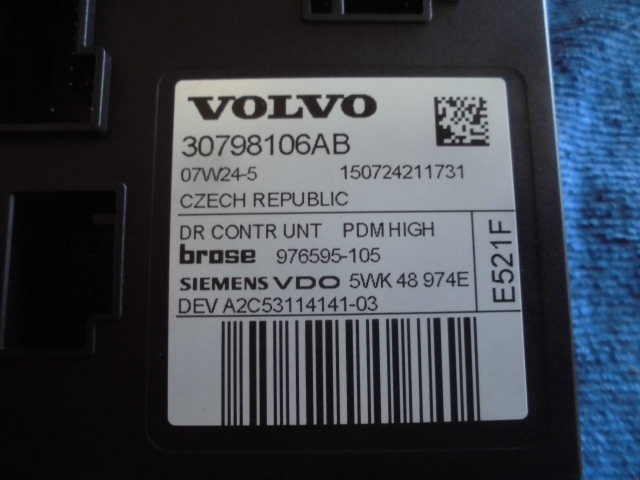 VOLVO
30798106AB
07W24-5 150724211731
CZECH REPUBLIC
DR CONTR UNT PDM HIGH
brose 976595-105
SIEMENS VDO 5WK 48 974E
DEV A2C53114141-03
E521F